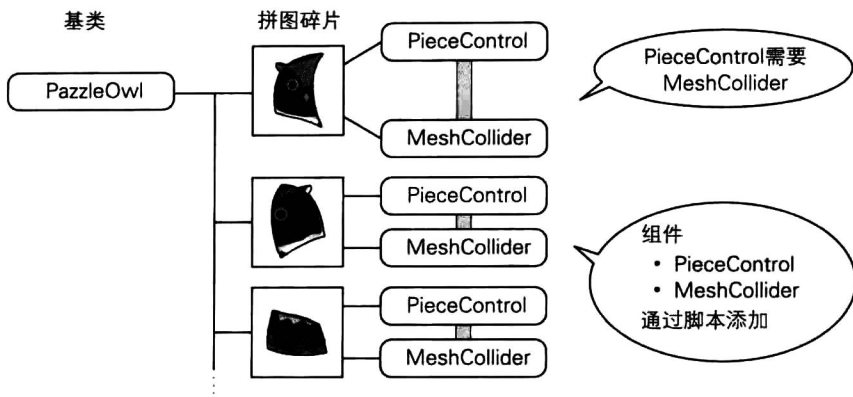 基类
拼图碎片
PazzleOwl
PieceControl
MeshCollider
PieceControl需要
MeshCollider
PieceControl
MeshCollider
PieceControl
MeshCollider
组件
• PieceControl
• MeshCollider
通过脚本添加